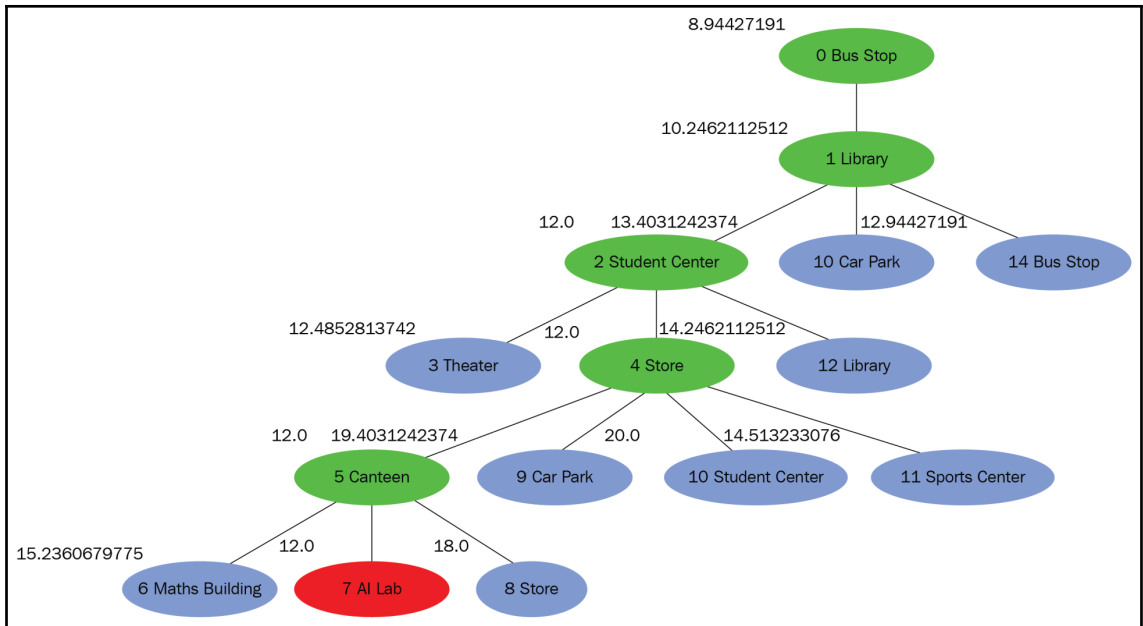 8.94427191
0 Bus Stop
10.2462112512
1 Library
12.0
13.4031242374
12.94427191
2 Student Center
10 Car Park
14 Bus Stop
12.4852813742
12.0
14.2462112512
3 Theater
4 Store
12 Library
12.0
19.4031242374
20.0
14.513233076
5 Canteen
9 Car Park
10 Student Center
11 Sports Center
15.2360679775
12.0
18.0
6 Maths Building
7 AI Lab
8 Store